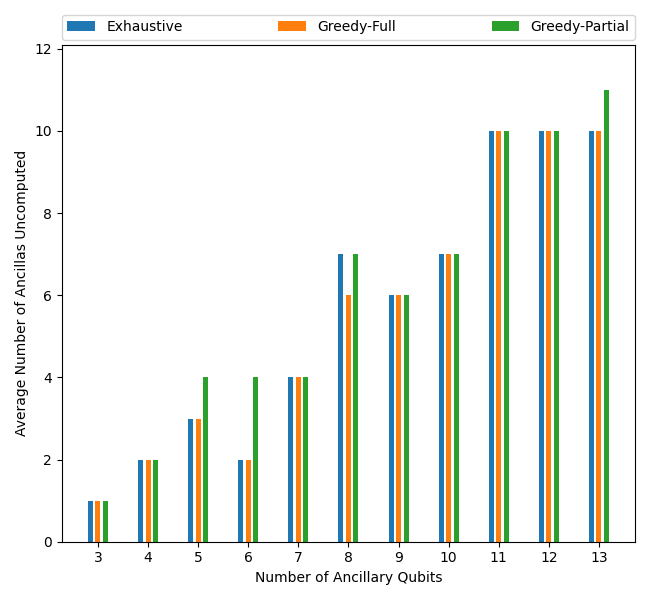 Exhaustive Greedy-Full Greedy-Partial
12
10
8
6
4
2
0
Average Number of Ancillas Uncomputed
3 4 5 6 7 8 9 10 11 12 13
Number of Ancillary Qubits